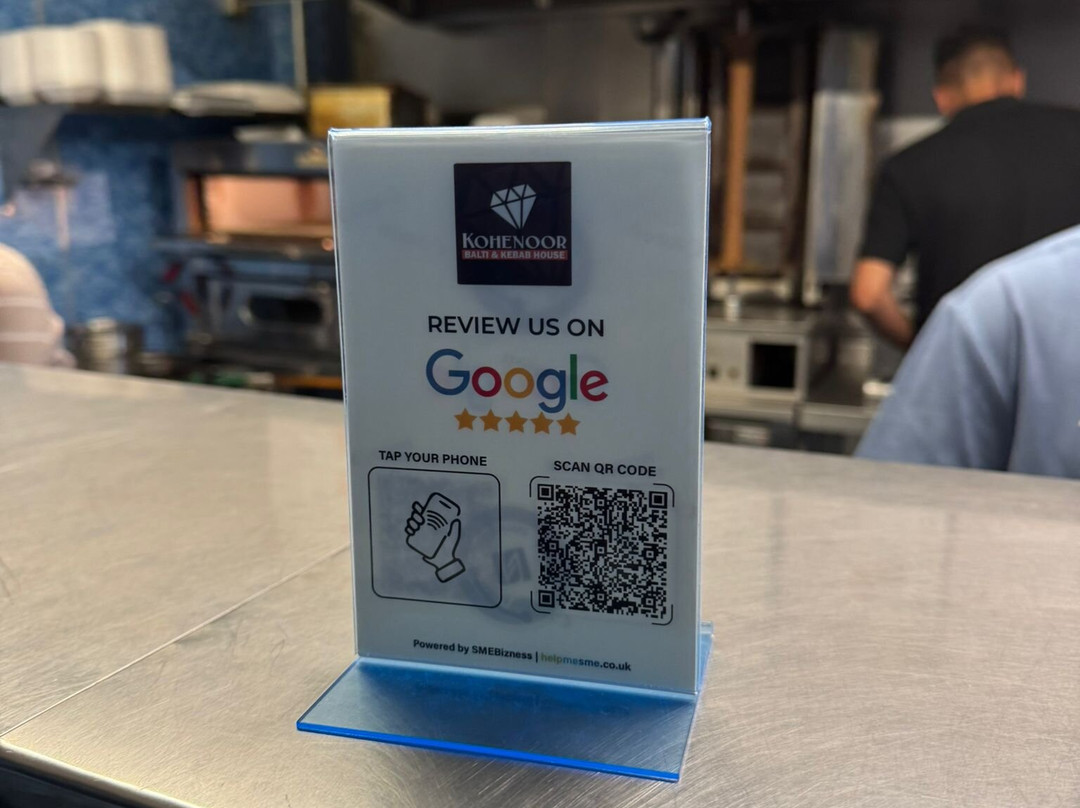 KOHENOOR
BALTI & KEBAB HOUSE
REVIEW US ON
Google
TAP YOUR PHONE
SCAN QR CODE
Powered by SMEBizness | helpmesme.co.uk